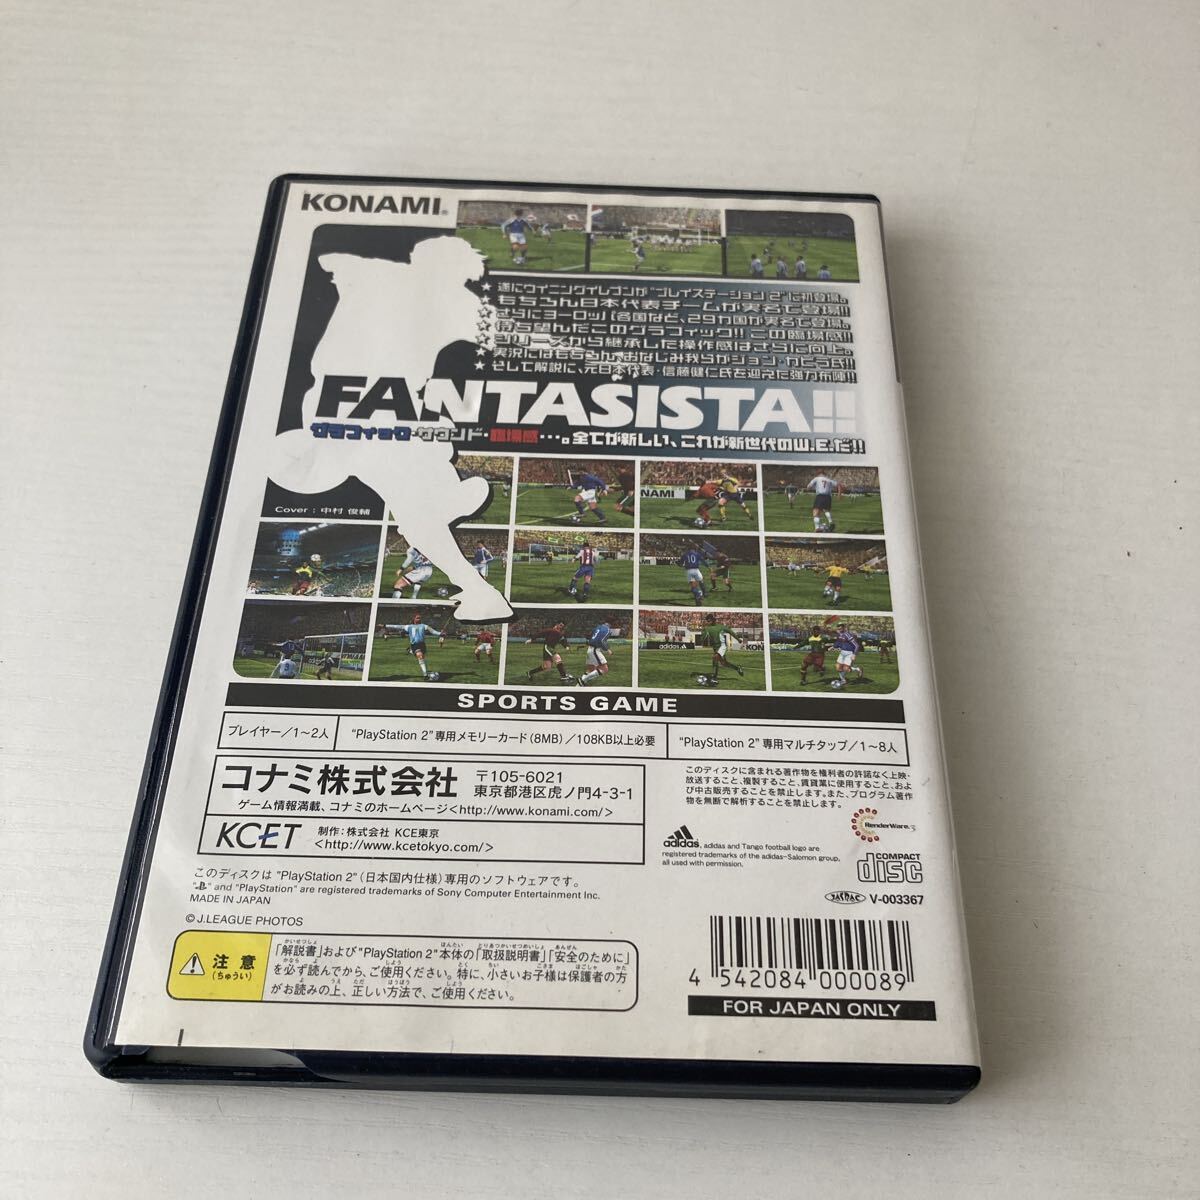 KONAMI®
★ 遂にウイニングイレブンが"プレイステーション 2"に初登場。
★ もちろん日本代表チームが実名で登場!!
★ さらにヨーロッパ各国など、29カ国が実名で登場。
★ 待ち望んだこのグラフィック!! この臨場感!!
★ シリーズから継承した操作感はさらに向上。
★ 実況にはもちろん、おなじみ我らがジョン・カビラ氏!!
★ そして解説に、元日本代表・信藤健仁氏を迎えた強力布陣!!
FANTASISTA!!
グラフィック・サウンド・臨場感・・・。全てが新しい、これが新世代のW.E.だ!!
Cover : 中村 俊輔
SPORTS GAME
プレイヤー/1〜2人
"PlayStation 2"専用メモリーカード(8MB)/108KB以上必要
"PlayStation 2"専用マルチタップ/1〜8人
コナミ株式会社
〒105-6021
東京都港区虎ノ門4-3-1
ゲーム情報満載、コナミのホームページ<http://www.konami.com/>
KCET
制作:株式会社 KCE東京
<http://www.kcetokyo.com/>
このディスクに含まれる著作物を権利者の許諾なく上映・
放送すること、複製すること、賃貸業に使用すること、およ
び中古販売することを禁止します。また、プログラム著作
物を無断で解析することを禁止します。
RenderWare3
adidas
adidas and Tango football logo are
registered trademarks of the adidas-Salomon group,
all used with permission.
COMPACT
disc
このディスクは "PlayStation 2" (日本国内仕様)専用のソフトウェアです。
" " and "PlayStation" are registered trademarks of Sony Computer Entertainment Inc.
MADE IN JAPAN
JASRAC V-003367
© J.LEAGUE PHOTOS
注意
(ちゅうい)
「解説書」および"PlayStation 2"本体の「取扱説明書」「安全のために」
を必ず読んでから、ご使用ください。特に、小さいお子様は保護者の方
がお読みの上、正しい方法で、ご使用ください。
4 542084 000089
FOR JAPAN ONLY